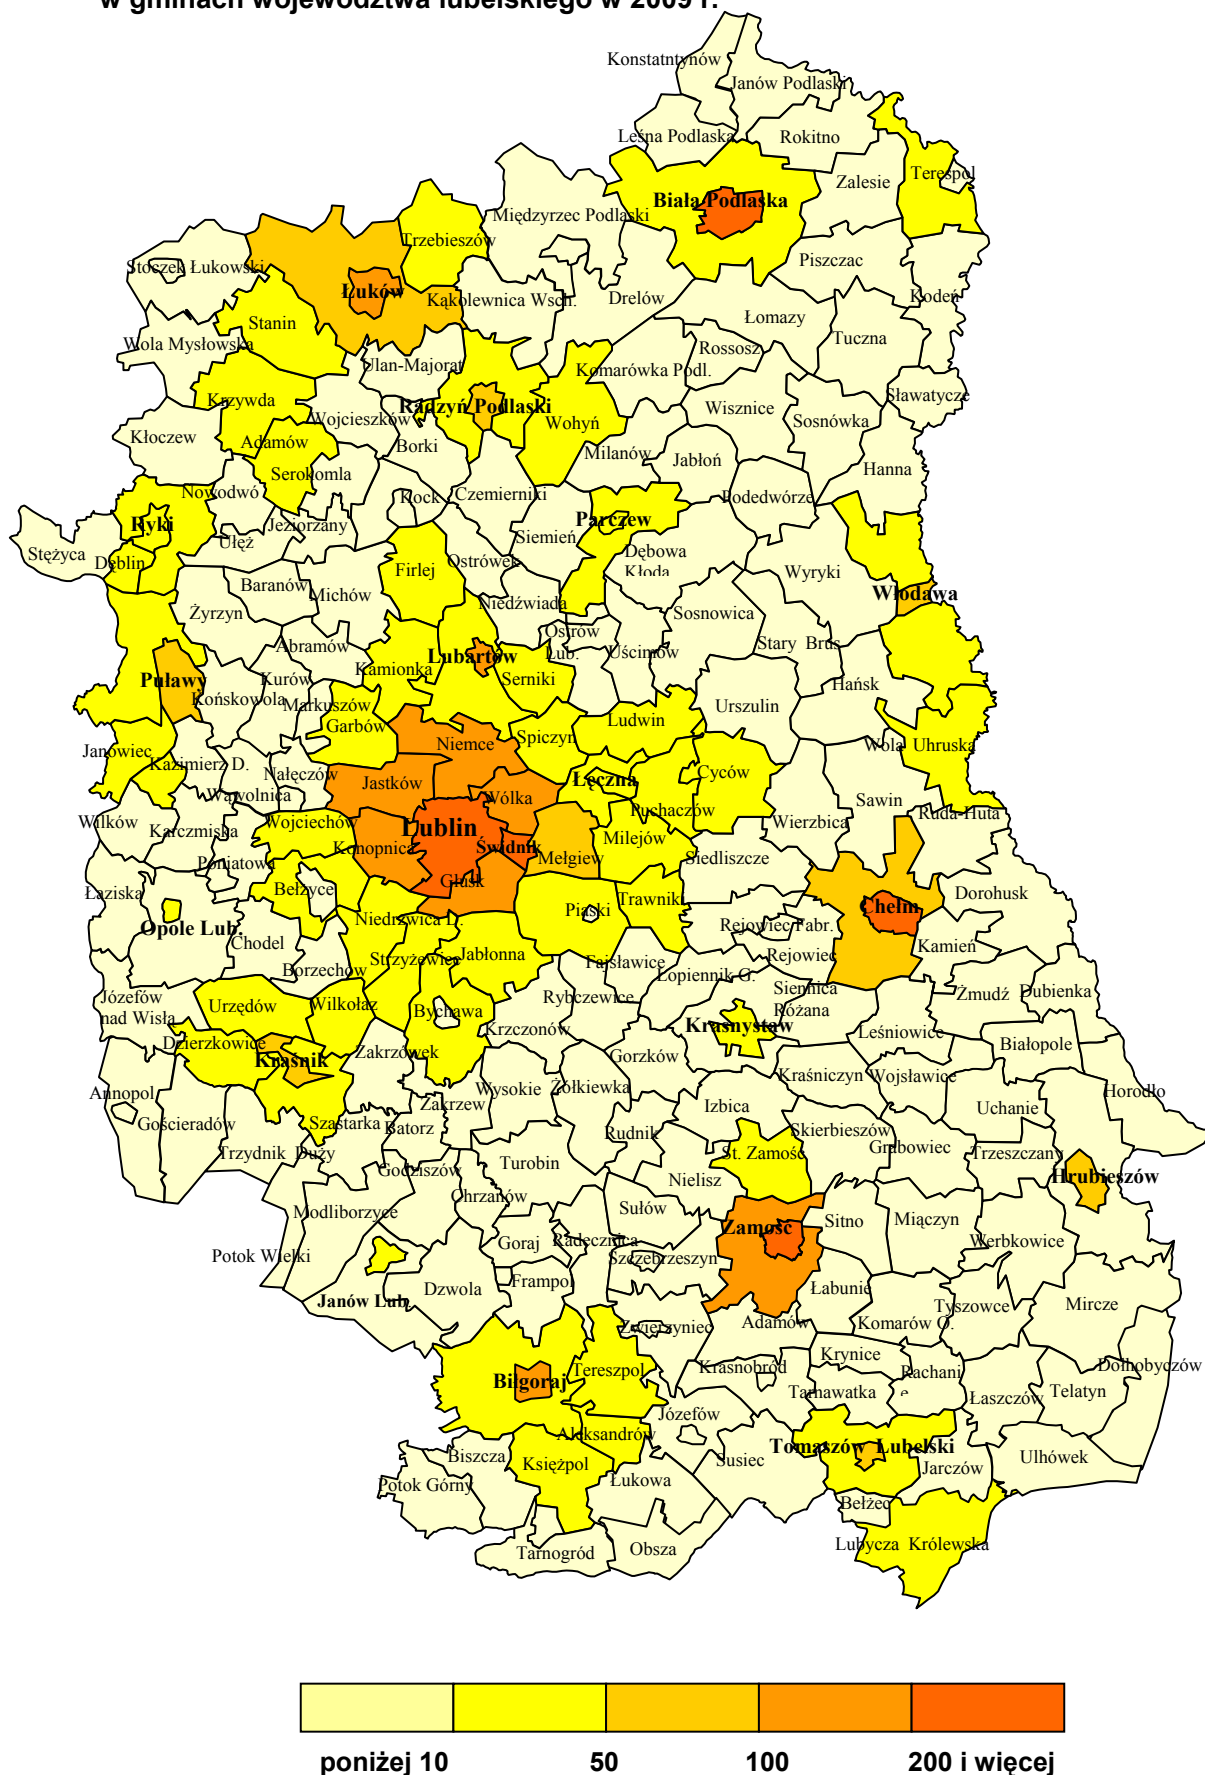 w gminach województwa lubelskiego w 2009 r.
Konstatntynów
Janów Podlaski
Leśna Podlaska
Rokitno
Zalesie
Terespol
Biała Podlaska
Międzyrzec Podlaski
Trzebieszów
Stoczek Łukowski
Piszczac
Łuków
Kąkolewnica Wsch.
Drelów
Kodeń
Łomazy
Stanin
Tuczna
Wola Mysłowska
Rossosz
Ulan-Majorat
Komarówka Podl.
Sławatycze
Krzywda
Radzyń Podlaski
Wisznice
Wojcieszków
Wohyń
Sosnówka
Kłoczew
Adamów
Borki
Milanów
Jabłoń
Hanna
Serokomla
Nowodwó
Kock
Czemierniki
Podedwórze
Ryki
Jeziorzany
Parczew
Siemień
Ułęż
Stężyca
Dęblin
Firlej
Ostrówek
Dębowa
Kłoda
Wyryki
Baranów
Michów
Niedźwiada
Włodawa
Żyrzyn
Sosnowica
Abramów
Ostrów
Lub.
Uścimów
Stary Brus
Kamionka
Lubartów
Puławy
Kurów
Serniki
Hańsk
Końskowola
Markuszów
Urszulin
Garbów
Ludwin
Spiczyn
Niemce
Wola Uhruska
Janowiec
Kazimierz D.
Nałęczów
Jastków
Łęczna
Cyców
Wąwolnica
Wólka
Puchaczów
Sawin
Ruda-Huta
Wilków
Karczmiska
Wojciechów
Lublin
Milejów
Wierzbica
Konopnica
Świdnik
Mełgiew
Siedliszcze
Poniatowa
Łaziska
Bełżyce
Głusk
Dorohusk
Trawniki
Chełm
Opole Lub.
Niedrzwica D.
Piaski
Rejowiec Fabr.
Chodel
Kamień
Strzyżewice
Jabłonna
Rejowiec
Borzechów
Fajsławice
Łopiennik G.
Siennica
Różana
Józefów
nad Wisłą
Urzędów
Wilkołaz
Rybczewice
Żmudź
Dubienka
Bychawa
Krasnystaw
Krzczonów
Leśniowice
Dzierzkowice
Białopole
Kraśnik
Zakrzówek
Gorzków
Annopol
Wysokie
Żółkiewka
Kraśniczyn
Wojsławice
Horodło
Zakrzew
Izbica
Uchanie
Gościeradów
Szastarka
Batorz
Rudnik
Skierbieszów
Grabowiec
Trzydnik Duży
St. Zamość
Trzeszczany
Godziszów
Turobin
Nielisz
Hrubieszów
Chrzanów
Modliborzyce
Sułów
Zamość
Sitno
Miączyn
Goraj
Radecznica
Werbkowice
Potok Wielki
Szczebrzeszyn
Frampol
Dzwola
Łabunie
Janów Lub.
Tyszowce
Mircze
Zwierzyniec
Adamów
Komarów O.
Krynice
Dołhobyczów
Biłgoraj
Tereszpol
Krasnobród
Rachani
e
Tarnawatka
Łaszczów
Telatyn
Józefów
Aleksandrów
Tomaszów Lubelski
Biszcza
Księżpol
Susiec
Jarczów
Ulhówek
Potok Górny
Łukowa
Bełżec
Tarnogród
Obsza
Lubycza Królewska
poniżej 10 50 100 200 i więcej